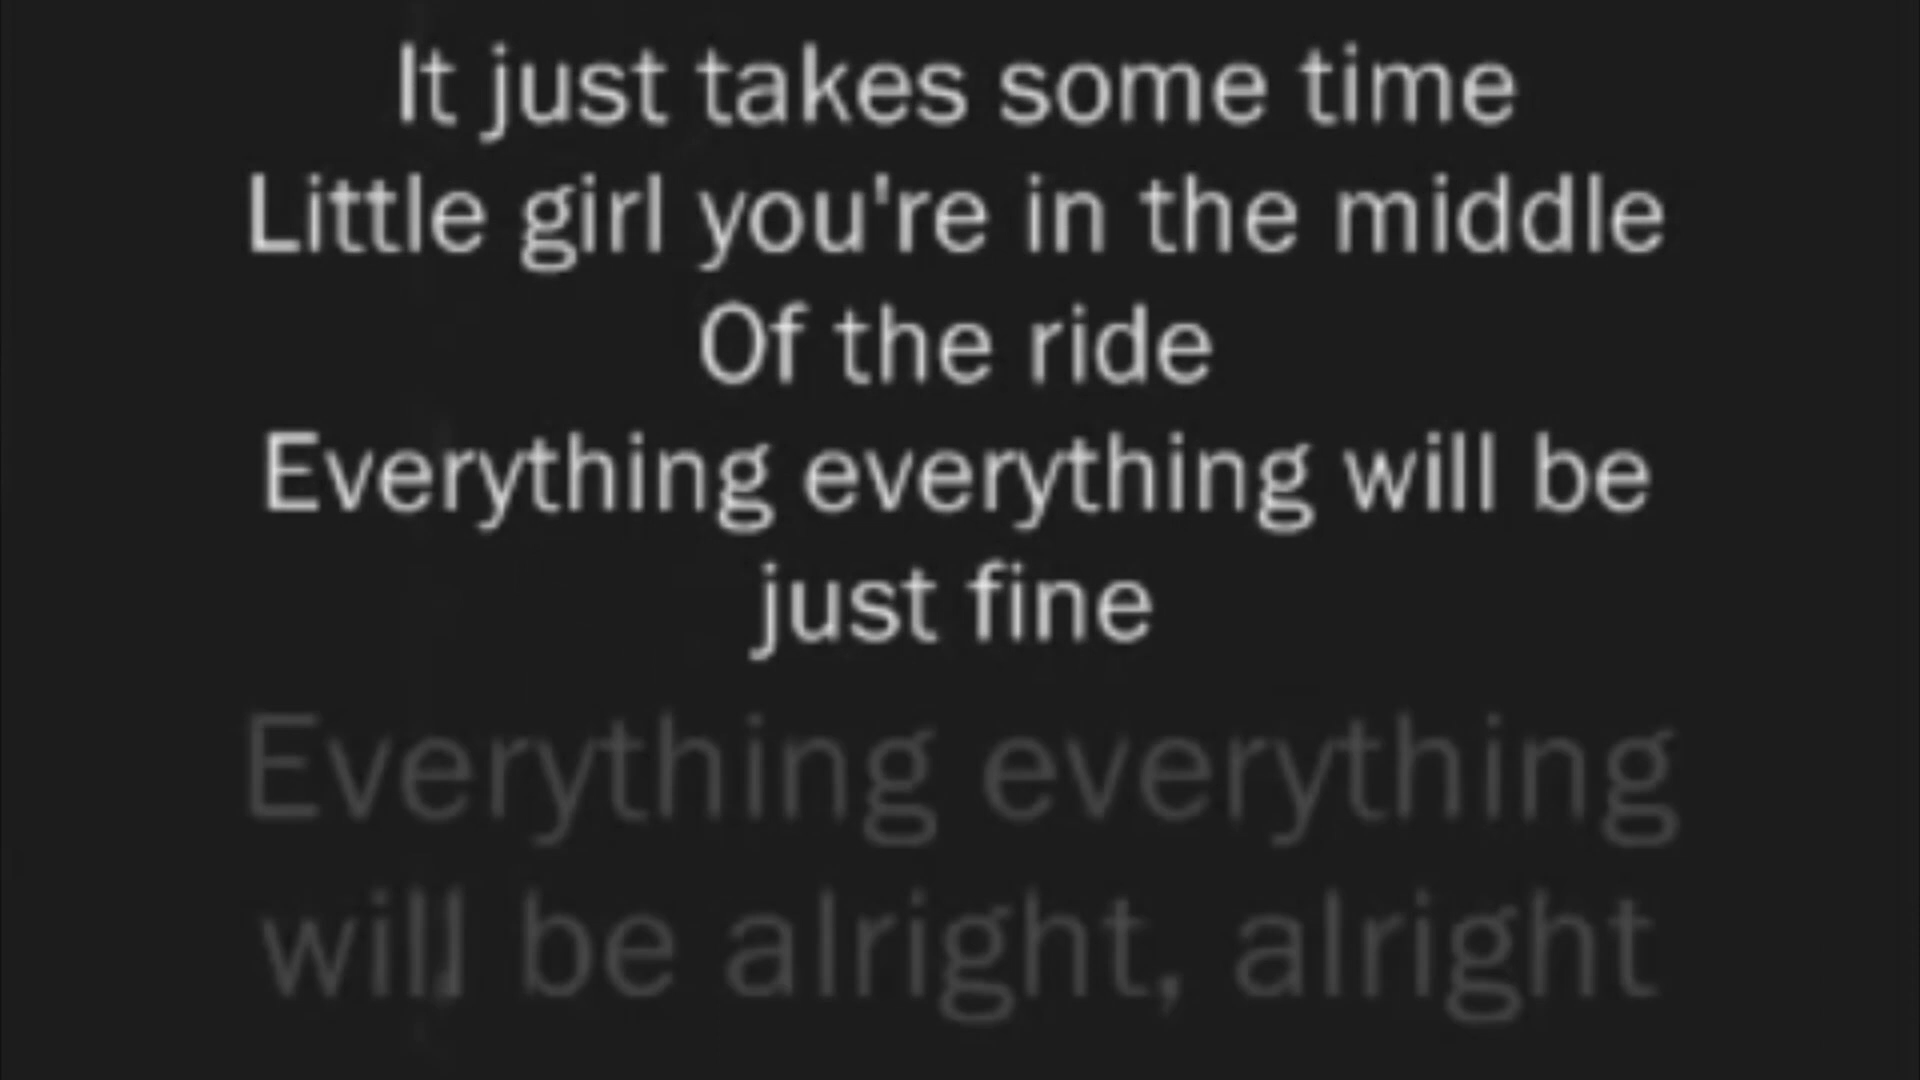 It just takes some time
Little girl you're in the middle
Of the ride
Everything everything will be
just fine
Everything everything
will be alright, alright